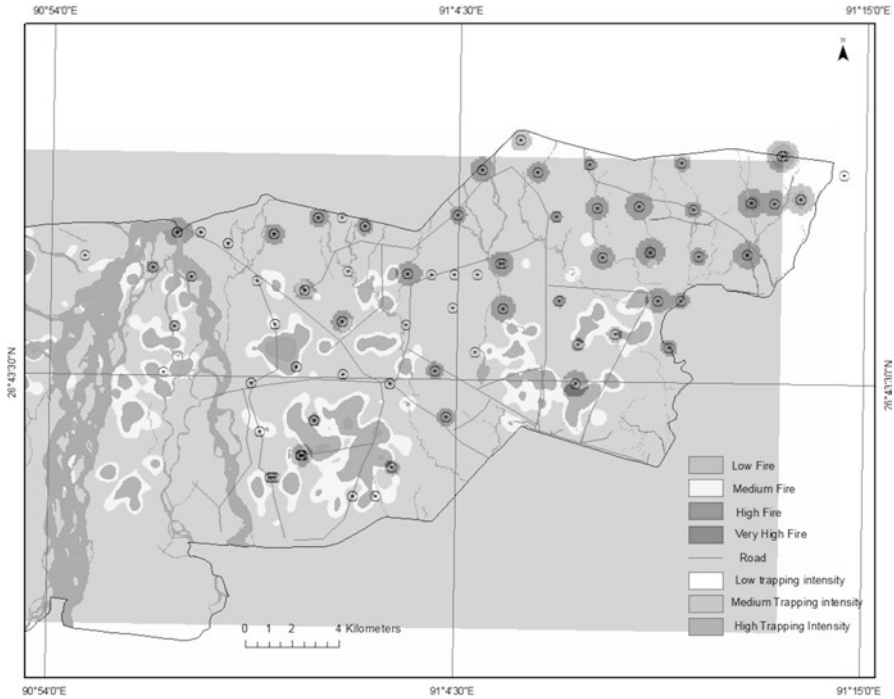 90°54'0"E 91°4'30"E 91°15'0"E
N
26°43'30"N 26°43'30"N
Low Fire
Medium Fire
High Fire
Very High Fire
Road
Low trapping intensity
Medium Trapping intensity
High Trapping Intensity
0 1 2 4 Kilometers
90°54'0"E 91°4'30"E 91°15'0"E